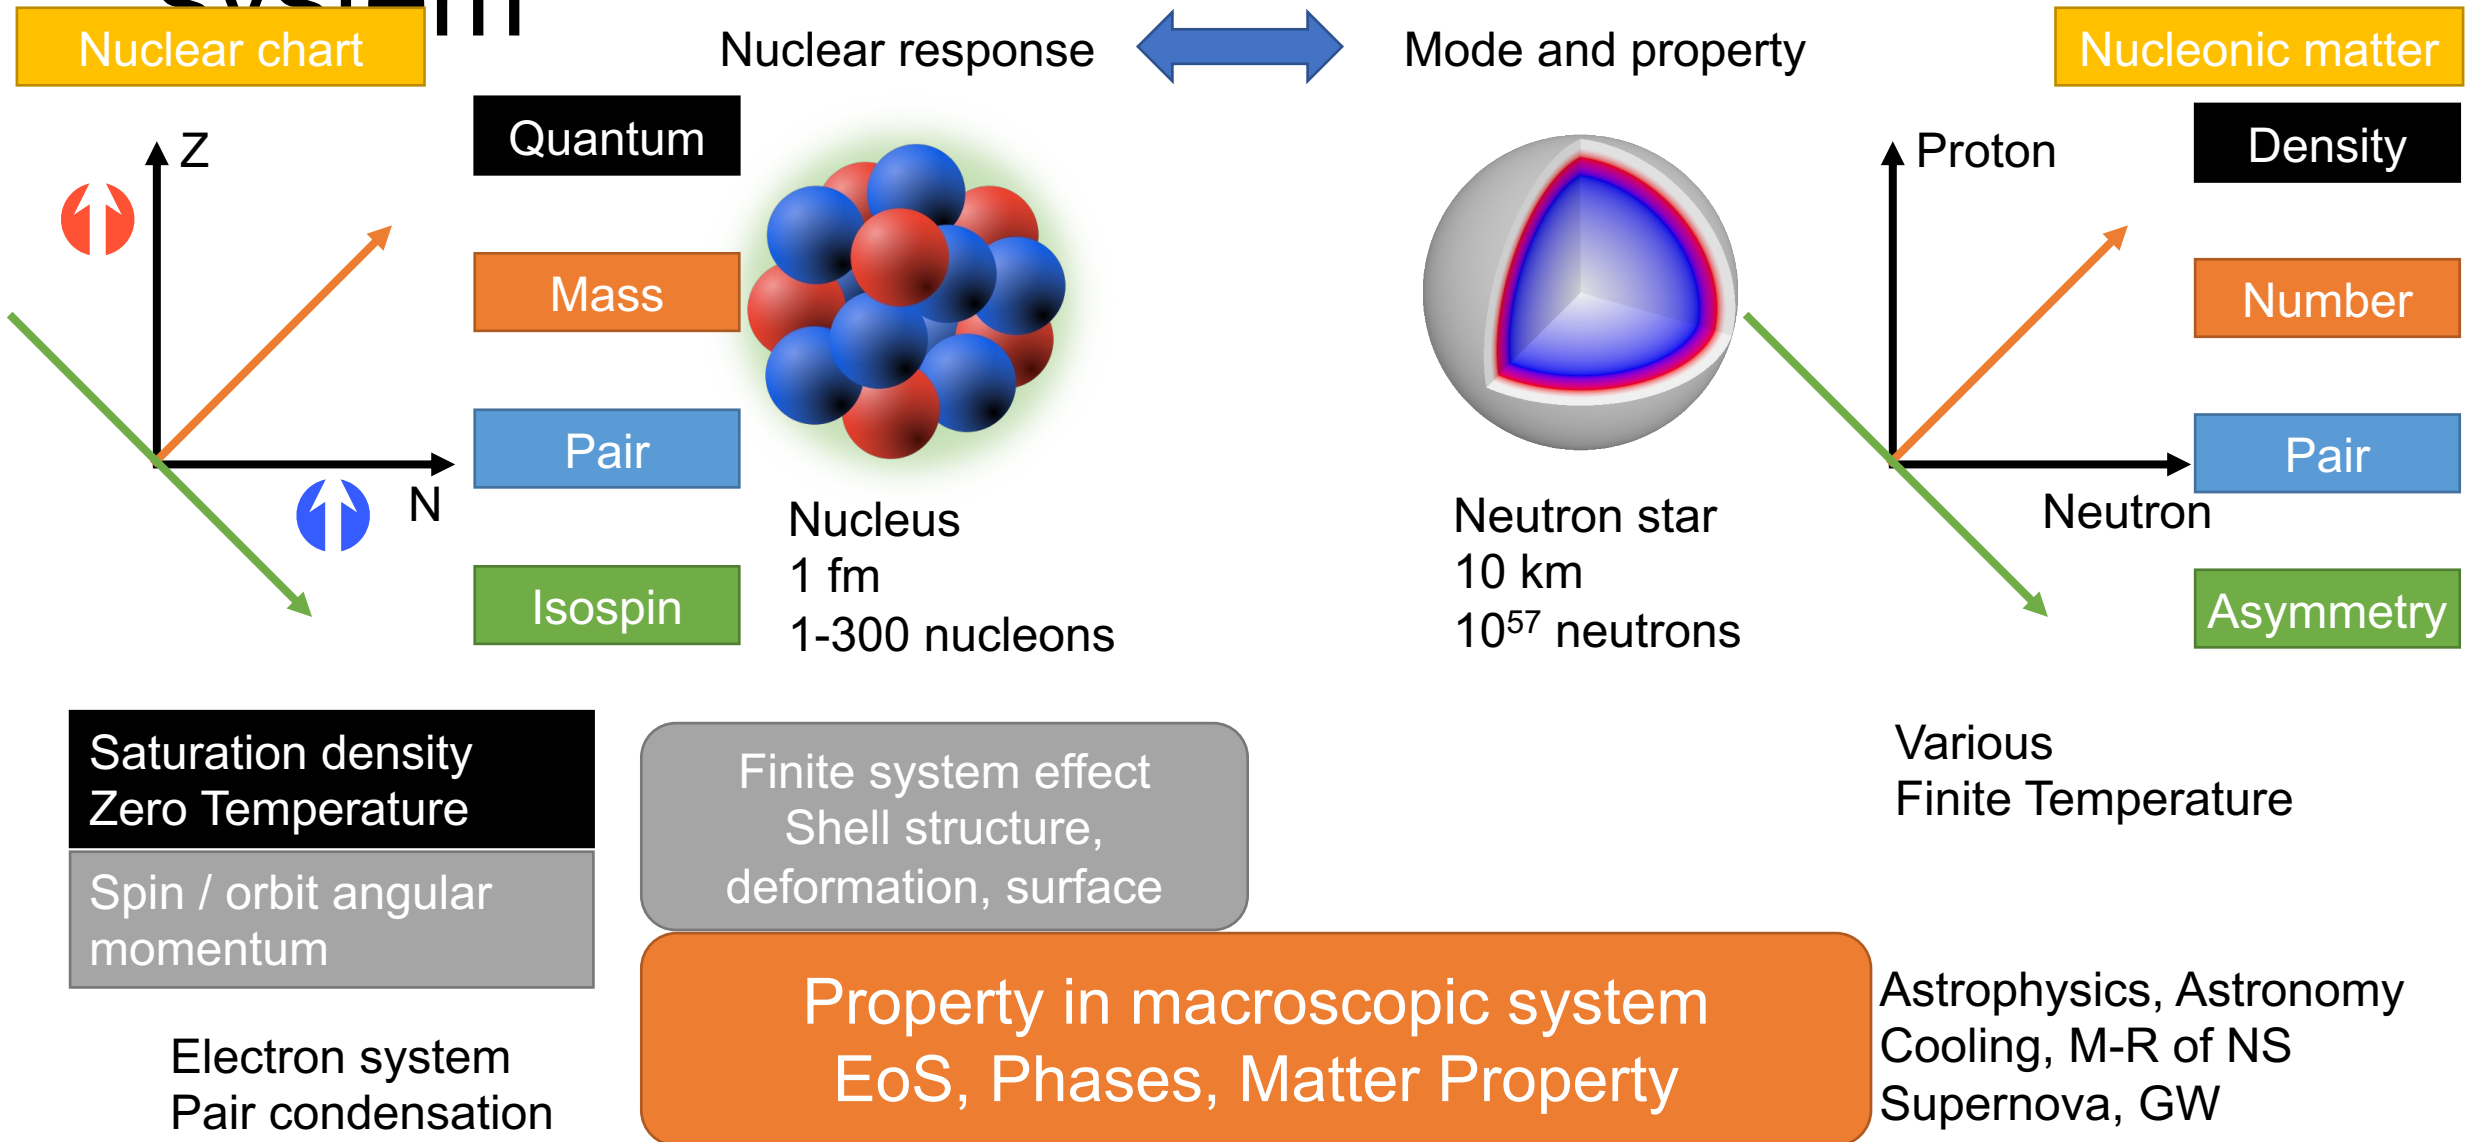 system
Nuclear chart
Nuclear response
Mode and property
Nucleonic matter
Z
N
Quantum
Mass
Pair
Isospin
Nucleus
1 fm
1-300 nucleons
Neutron star
10 km
10⁵⁷ neutrons
Proton
Neutron
Density
Number
Pair
Asymmetry
Saturation density
Zero Temperature
Spin / orbit angular
momentum
Electron system
Pair condensation
Finite system effect
Shell structure,
deformation, surface
Property in macroscopic system
EoS, Phases, Matter Property
Various
Finite Temperature
Astrophysics, Astronomy
Cooling, M-R of NS
Supernova, GW